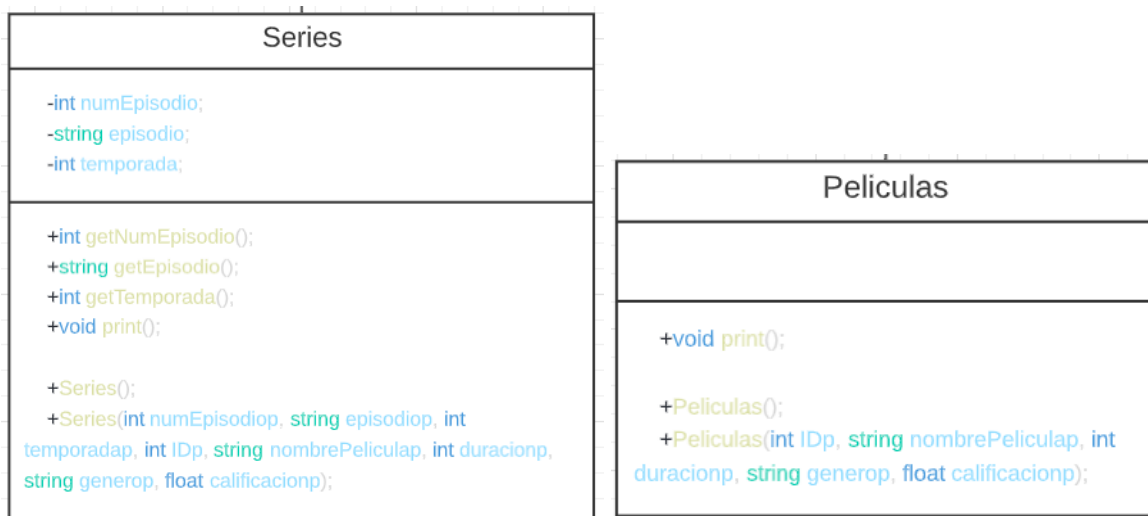 Series
-int numEpisodio;
-string episodio;
-int temporada;
+int getNumEpisodio();
+string getEpisodio();
+int getTemporada();
+void print();
+Series();
+Series(int numEpisodiop, string episodiop, int
temporadap, int IDp, string nombrePeliculap, int duracionp,
string generop, float calificacionp);
Peliculas
+void print();
+Peliculas();
+Peliculas(int IDp, string nombrePeliculap, int
duracionp, string generop, float calificacionp);